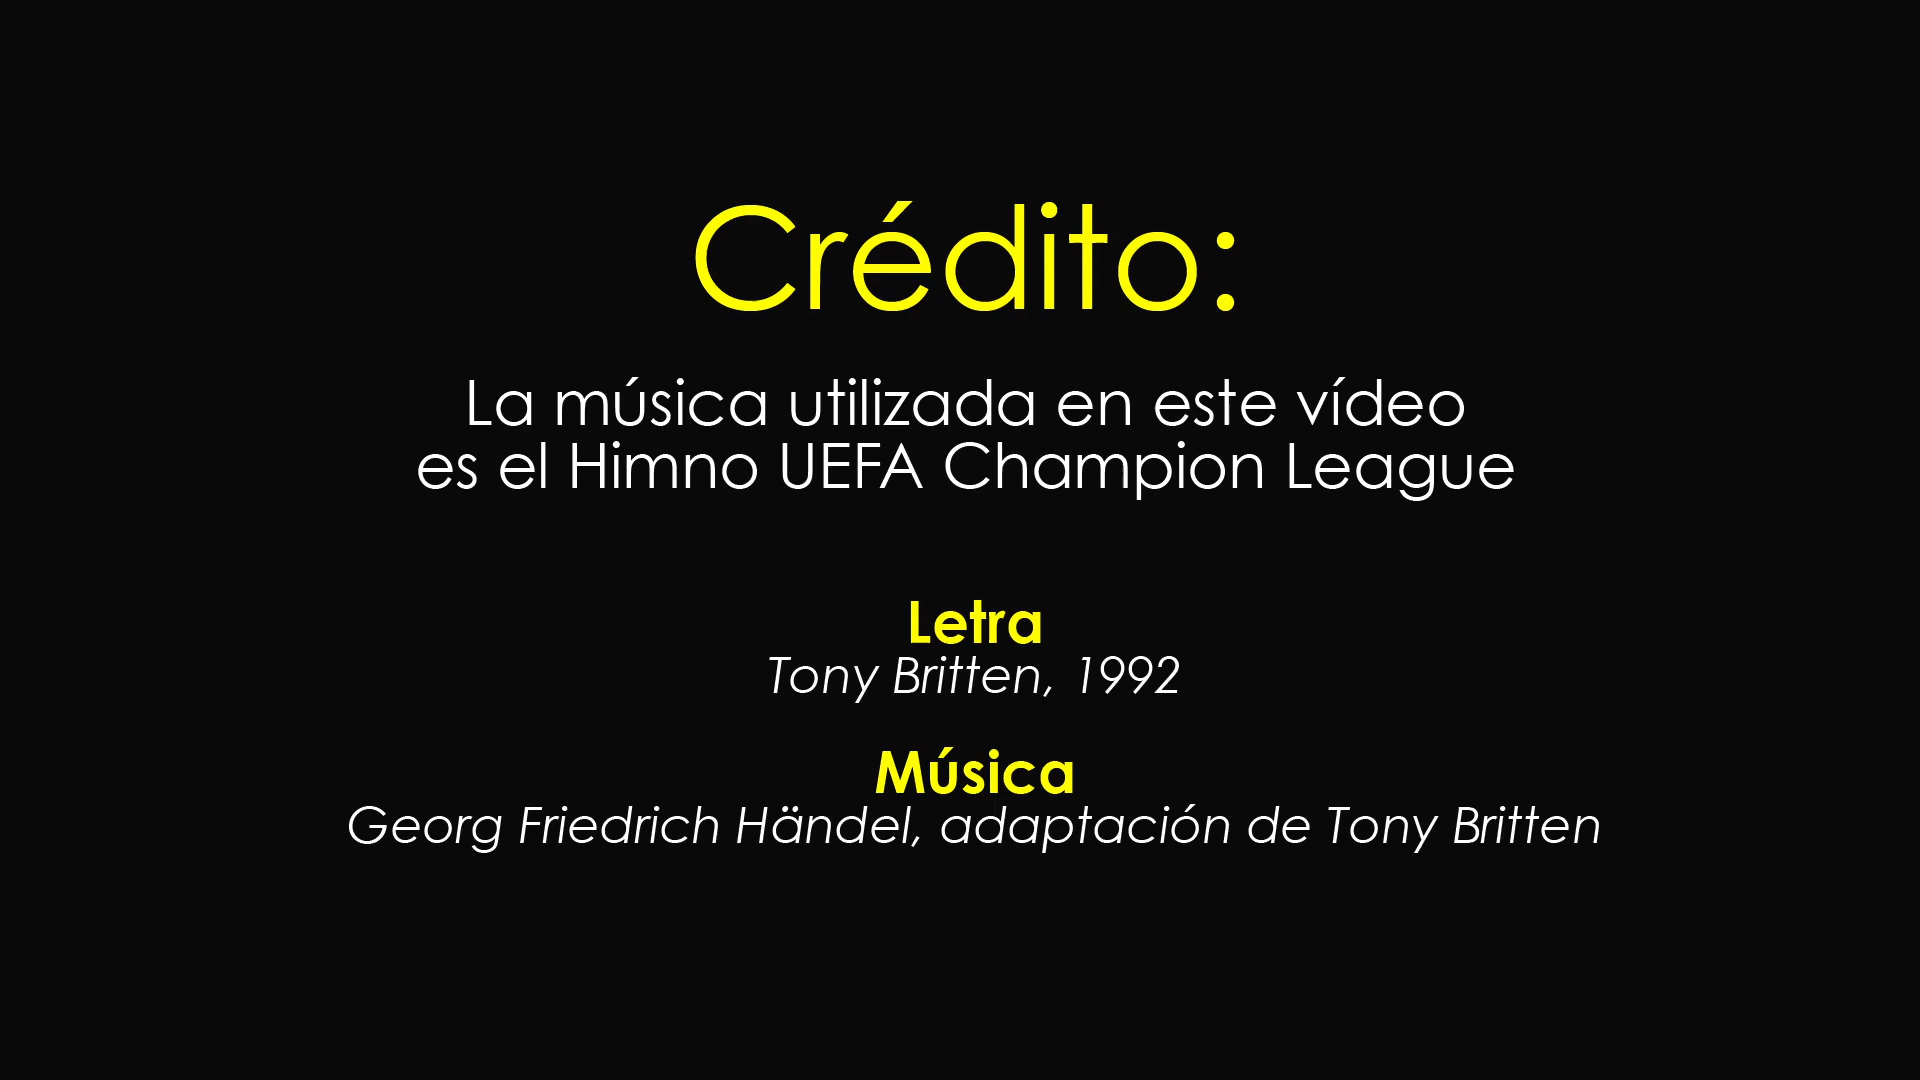 Crédito:
La música utilizada en este vídeo
es el Himno UEFA Champion League
Letra
Tony Britten, 1992
Música
Georg Friedrich Händel, adaptación de Tony Britten